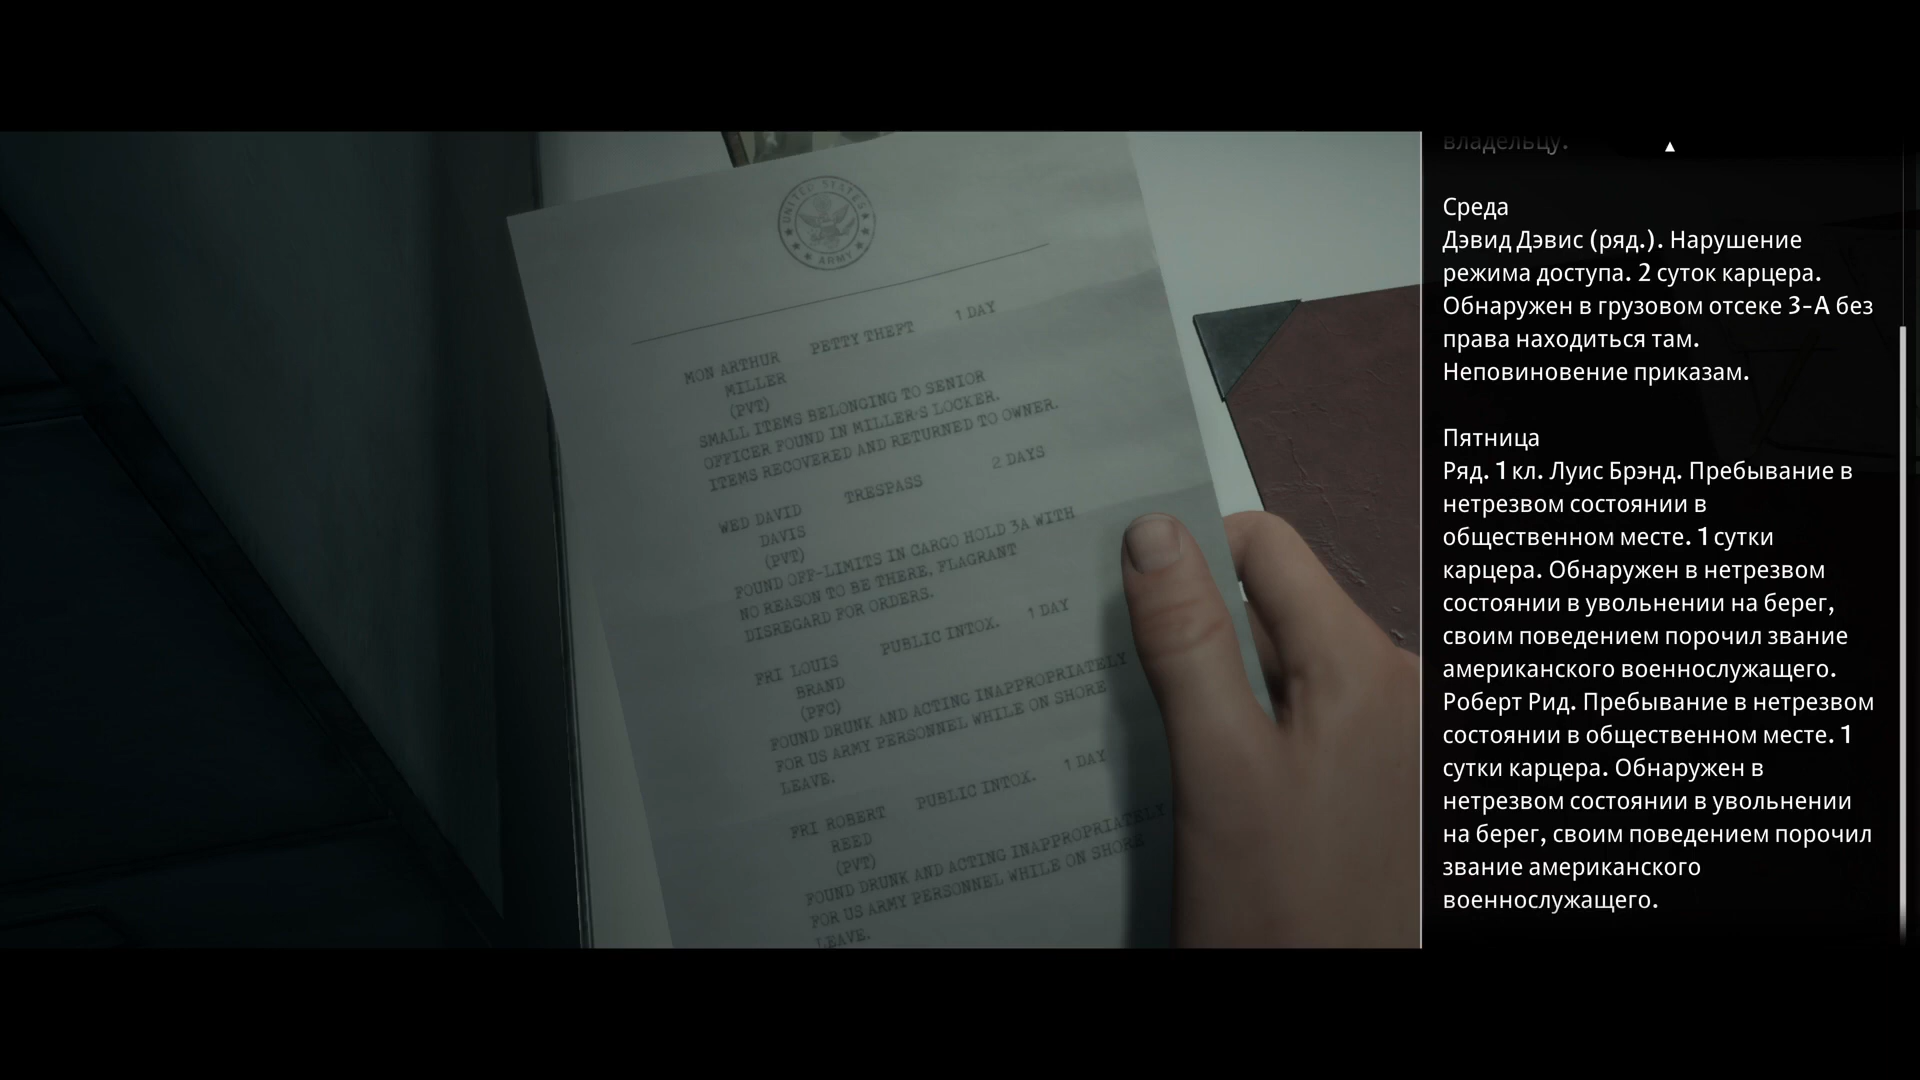 UNITED STATES
ARMY
MON ARTHUR PETTY THEFT 1 DAY
MILLER
(PVT)
SMALL ITEMS BELONGING TO SENIOR
OFFICER FOUND IN MILLER'S LOCKER.
ITEMS RECOVERED AND RETURNED TO OWNER.
WED DAVID TRESPASS 2 DAYS
DAVIS
(PVT)
FOUND OFF-LIMITS IN CARGO HOLD 3A WITH
NO REASON TO BE THERE. FLAGRANT
DISREGARD FOR ORDERS.
FRI LOUIS PUBLIC INTOX. 1 DAY
BRAND
(PFC)
FOUND DRUNK AND ACTING INAPPROPRIATELY
FOR US ARMY PERSONNEL WHILE ON SHORE
LEAVE.
FRI ROBERT PUBLIC INTOX. 1 DAY
REED
(PVT)
FOUND DRUNK AND ACTING INAPPROPRIATELY
FOR US ARMY PERSONNEL WHILE ON SHORE
LEAVE.
владельцу.
Среда
Дэвид Дэвис (ряд.). Нарушение
режима доступа. 2 суток карцера.
Обнаружен в грузовом отсеке 3-А без
права находиться там.
Неповиновение приказам.
Пятница
Ряд. 1 кл. Луис Брэнд. Пребывание в
нетрезвом состоянии в
общественном месте. 1 сутки
карцера. Обнаружен в нетрезвом
состоянии в увольнении на берег,
своим поведением порочил звание
американского военнослужащего.
Роберт Рид. Пребывание в нетрезвом
состоянии в общественном месте. 1
сутки карцера. Обнаружен в
нетрезвом состоянии в увольнении
на берег, своим поведением порочил
звание американского
военнослужащего.